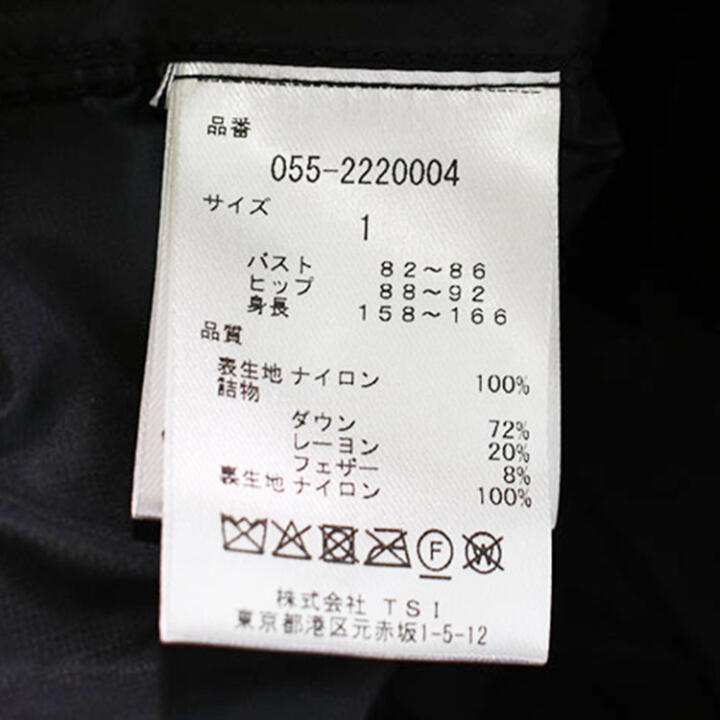 品番
055-2220004
サイズ
1
バスト 82～86
ヒップ 88～92
身長 158～166
品質
表生地 ナイロン 100%
詰物
ダウン 72%
レーヨン 20%
フェザー 8%
裏生地 ナイロン 100%
F W
株式会社 TSI
東京都港区元赤坂1-5-12